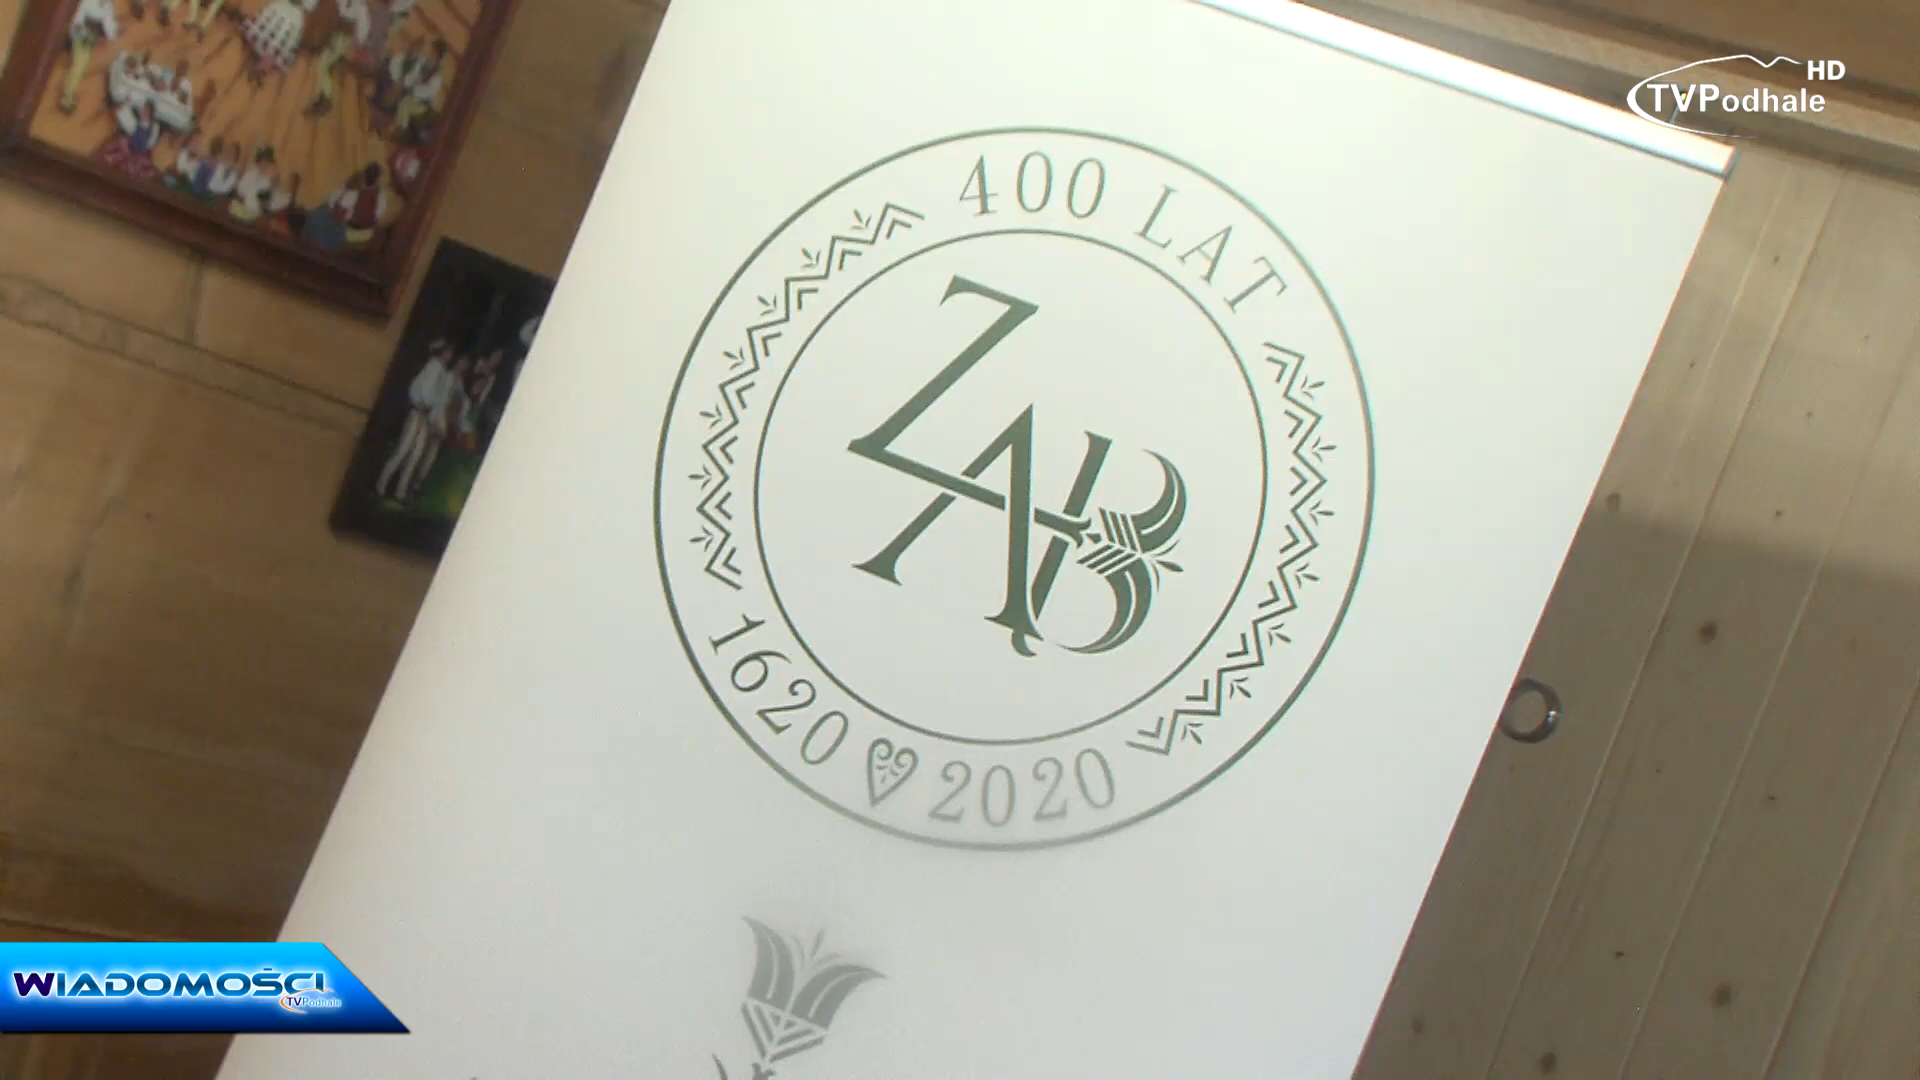 HD
TVPodhale
400 LAT
ZAB
1620 2020
WIADOMOŚCI
TVPodhale